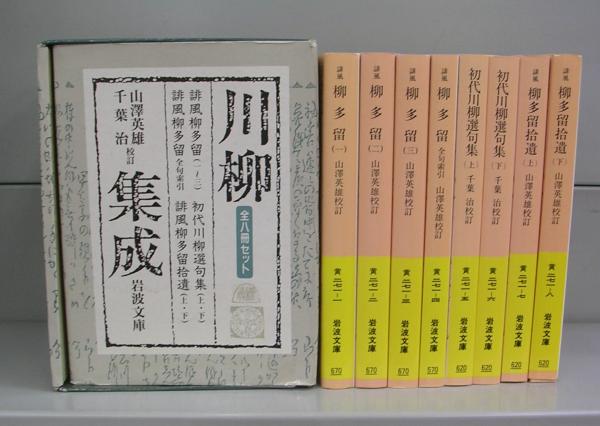 川柳
集成
全八冊セット
山澤英雄
千葉治 校訂
誹風柳多留(一〜三)
誹風柳多留 全句索引
初代川柳選句集(上・下)
誹風柳多留拾遺(上・下)
岩波文庫
誹風 柳多留(一) 山澤英雄校訂
黄二七一-一
岩波文庫
670
誹風 柳多留(二) 山澤英雄校訂
黄二七一-二
岩波文庫
670
誹風 柳多留(三) 山澤英雄校訂
黄二七一-三
岩波文庫
670
誹風 柳多留 全句索引 山澤英雄校訂
黄二七一-四
岩波文庫
570
初代川柳選句集(上) 千葉治校訂
黄二七一-五
岩波文庫
620
初代川柳選句集(下) 千葉治校訂
黄二七一-六
岩波文庫
620
誹風 柳多留拾遺(上) 山澤英雄校訂
黄二七一-七
岩波文庫
620
誹風 柳多留拾遺(下) 山澤英雄校訂
黄二七一-八
岩波文庫
620